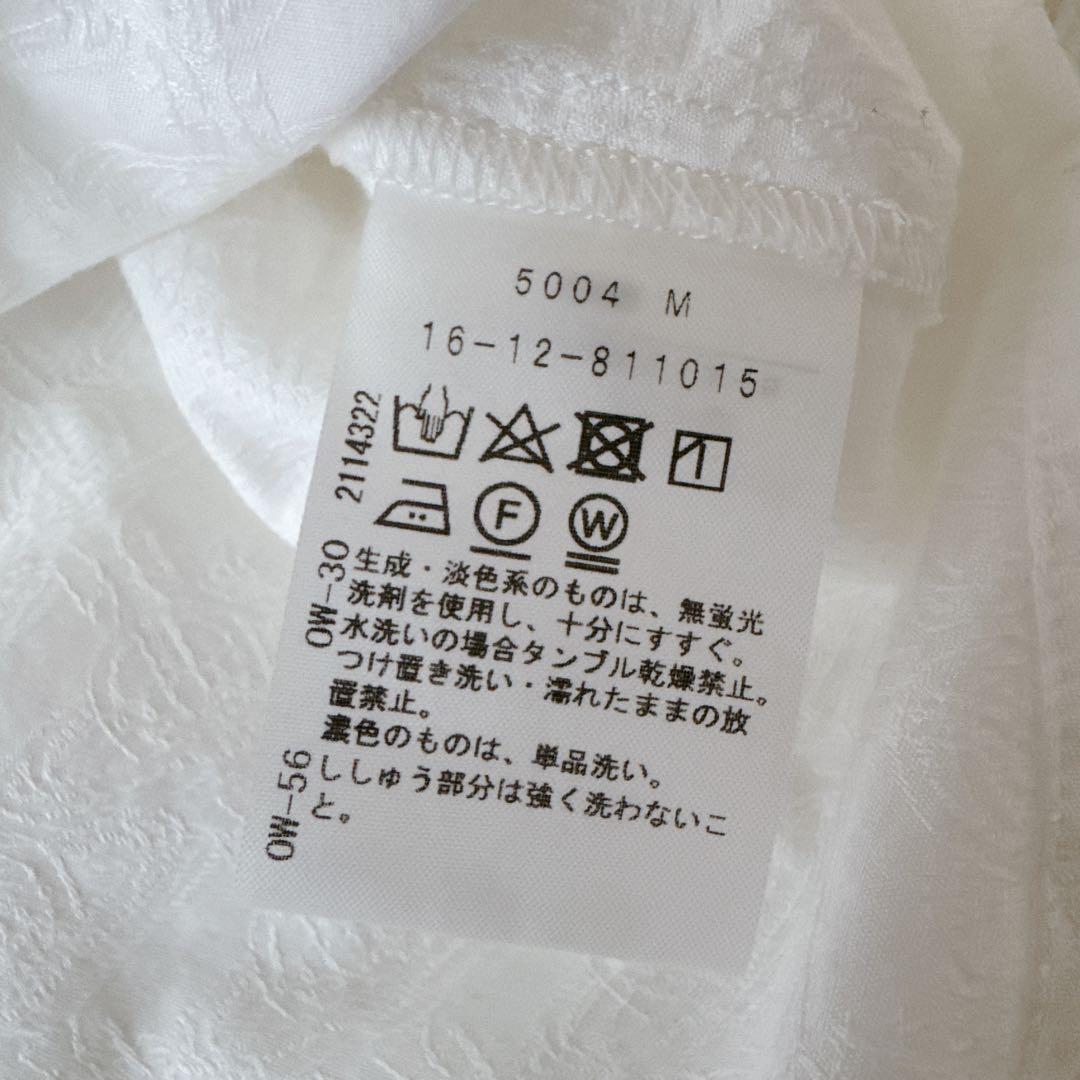 5004 M
16-12-811015
2114322
F W
OW-30
生成・淡色系のものは、無蛍光
洗剤を使用し、十分にすすぐ。
水洗いの場合タンブル乾燥禁止。
つけ置き洗い・濡れたままの放
置禁止。
濃色のものは、単品洗い。
OW-56
ししゅう部分は強く洗わないこ
と。